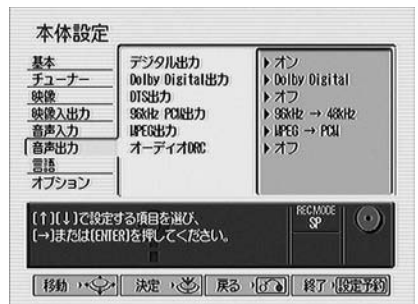 本体設定
基本
チューナー
映像
映像入出力
音声入力
音声出力
言語
オプション
デジタル出力 オン
Dolby Digital出力 Dolby Digital
DTS出力 オフ
96kHz PCM出力 96kHz → 48kHz
MPEG出力 MPEG → PCM
オーディオDRC オフ
(↑)(↓)で設定する項目を選び、
(→)または(ENTER)を押してください。
REC MODE
SP
移動 決定 戻る 終了 設定予約